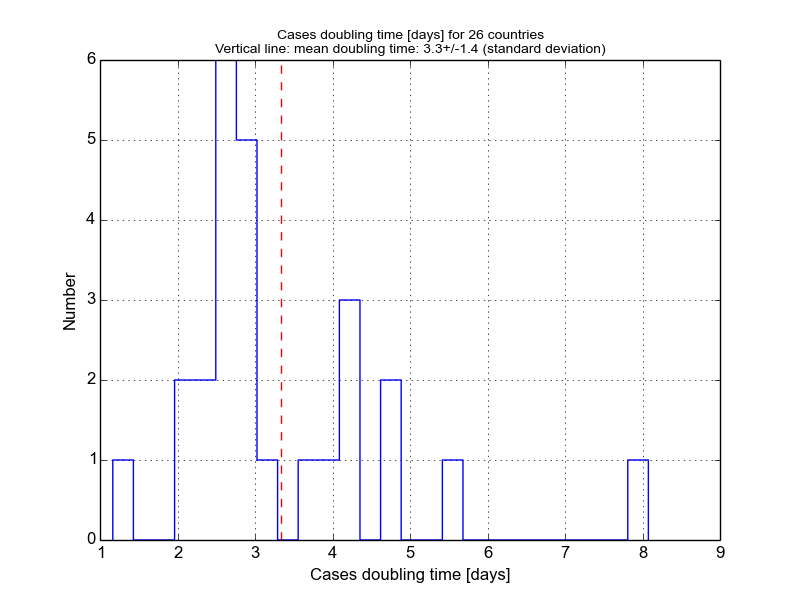 Cases doubling time [days] for 26 countries
Vertical line: mean doubling time: 3.3+/-1.4 (standard deviation)
6
5
4
3
2
1
0
Number
1 2 3 4 5 6 7 8 9
Cases doubling time [days]